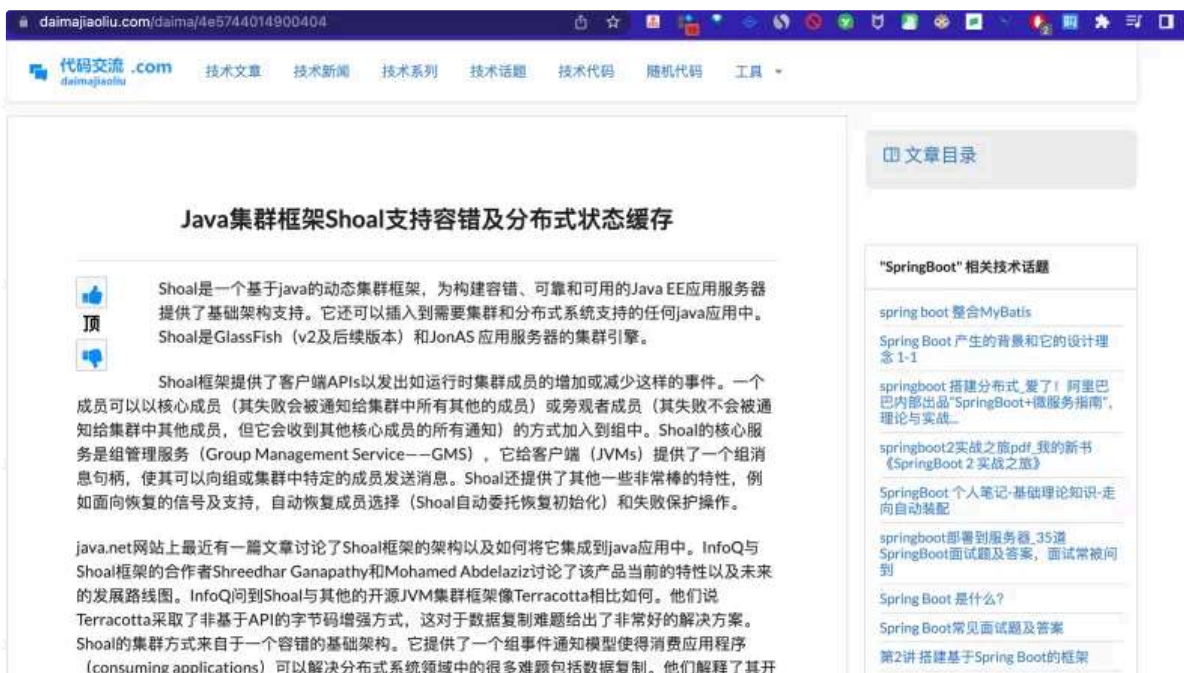 daimajiaoliu.com/daima/4e5744014900404
代码交流 .com
daimajiaoliu
技术文章 技术新闻 技术系列 技术话题 技术代码 随机代码 工具
Java集群框架Shoal支持容错及分布式状态缓存
顶
Shoal是一个基于java的动态集群框架，为构建容错、可靠和可用的Java EE应用服务器
提供了基础架构支持。它还可以插入到需要集群和分布式系统支持的任何java应用中。
Shoal是GlassFish（v2及后续版本）和JonAS 应用服务器的集群引擎。
Shoal框架提供了客户端APIs以发出如运行时集群成员的增加或减少这样的事件。一个
成员可以以核心成员（其失败会被通知给集群中所有其他的成员）或旁观者成员（其失败不会被通
知给集群中其他成员，但它会收到其他核心成员的所有通知）的方式加入到组中。Shoal的核心服
务是组管理服务（Group Management Service——GMS），它给客户端（JVMs）提供了一个组消
息句柄，使其可以向组或集群中特定的成员发送消息。Shoal还提供了其他一些非常棒的特性，例
如面向恢复的信号及支持，自动恢复成员选择（Shoal自动委托恢复初始化）和失败保护操作。
java.net网站上最近有一篇文章讨论了Shoal框架的架构以及如何将它集成到java应用中。InfoQ与
Shoal框架的合作者Shreedhar Ganapathy和Mohamed Abdelaziz讨论了该产品当前的特性以及未来
的发展路线图。InfoQ问到Shoal与其他的开源JVM集群框架像Terracotta相比如何。他们说
Terracotta采取了非基于API的字节码增强方式，这对于数据复制难题给出了非常好的解决方案。
Shoal的集群方式来自于一个容错的基础架构。它提供了一个组事件通知模型使得消费应用程序
（consuming applications）可以解决分布式系统领域中的很多难题包括数据复制。他们解释了其开
文章目录
"SpringBoot" 相关技术话题
spring boot 整合MyBatis
Spring Boot 产生的背景和它的设计理
念 1-1
springboot 搭建分布式_爱了！阿里巴
巴内部出品"SpringBoot+微服务指南"，
理论与实战...
springboot2实战之旅pdf_我的新书
《SpringBoot 2 实战之旅》
SpringBoot 个人笔记-基础理论知识-走
向自动装配
springboot部署到服务器_35道
SpringBoot面试题及答案，面试常被问
到
Spring Boot 是什么？
Spring Boot常见面试题及答案
第2讲 搭建基于Spring Boot的框架